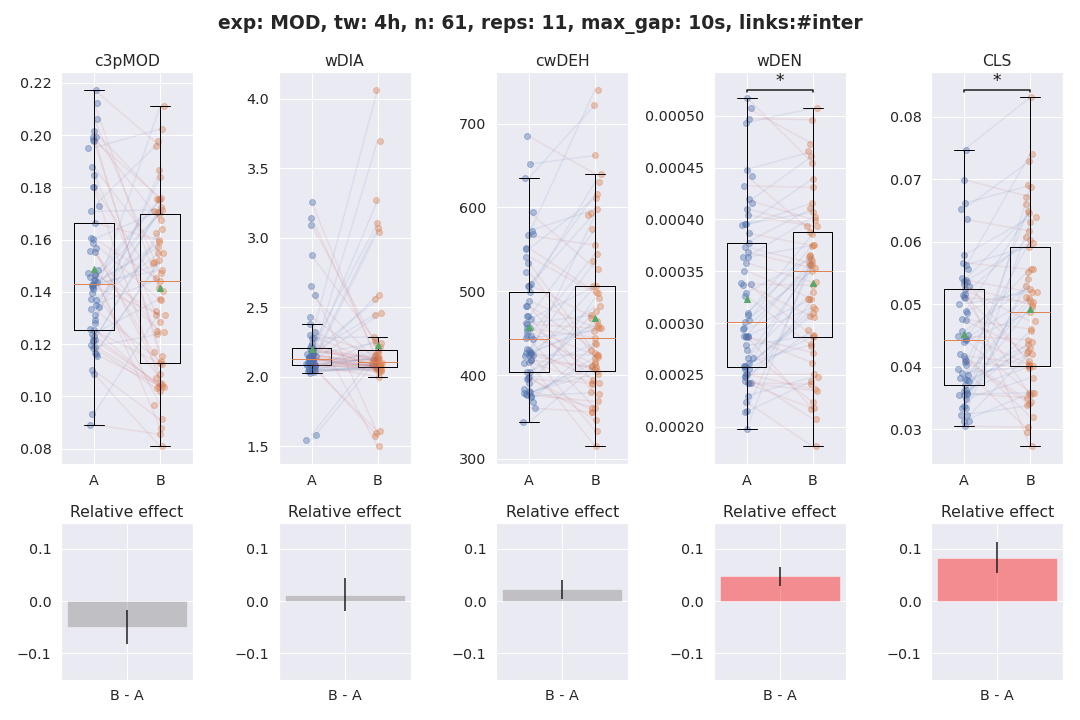 exp: MOD, tw: 4h, n: 61, reps: 11, max_gap: 10s, links:#inter
c3pMOD
0.22
0.20
0.18
0.16
0.14
0.12
0.10
0.08
A B
wDIA
4.0
3.5
3.0
2.5
2.0
1.5
A B
cwDEH
700
600
500
400
300
A B
wDEN
*
0.00050
0.00045
0.00040
0.00035
0.00030
0.00025
0.00020
A B
CLS
*
0.08
0.07
0.06
0.05
0.04
0.03
A B
Relative effect
0.1
0.0
−0.1
B - A
Relative effect
0.1
0.0
−0.1
B - A
Relative effect
0.1
0.0
−0.1
B - A
Relative effect
0.1
0.0
−0.1
B - A
Relative effect
0.1
0.0
−0.1
B - A